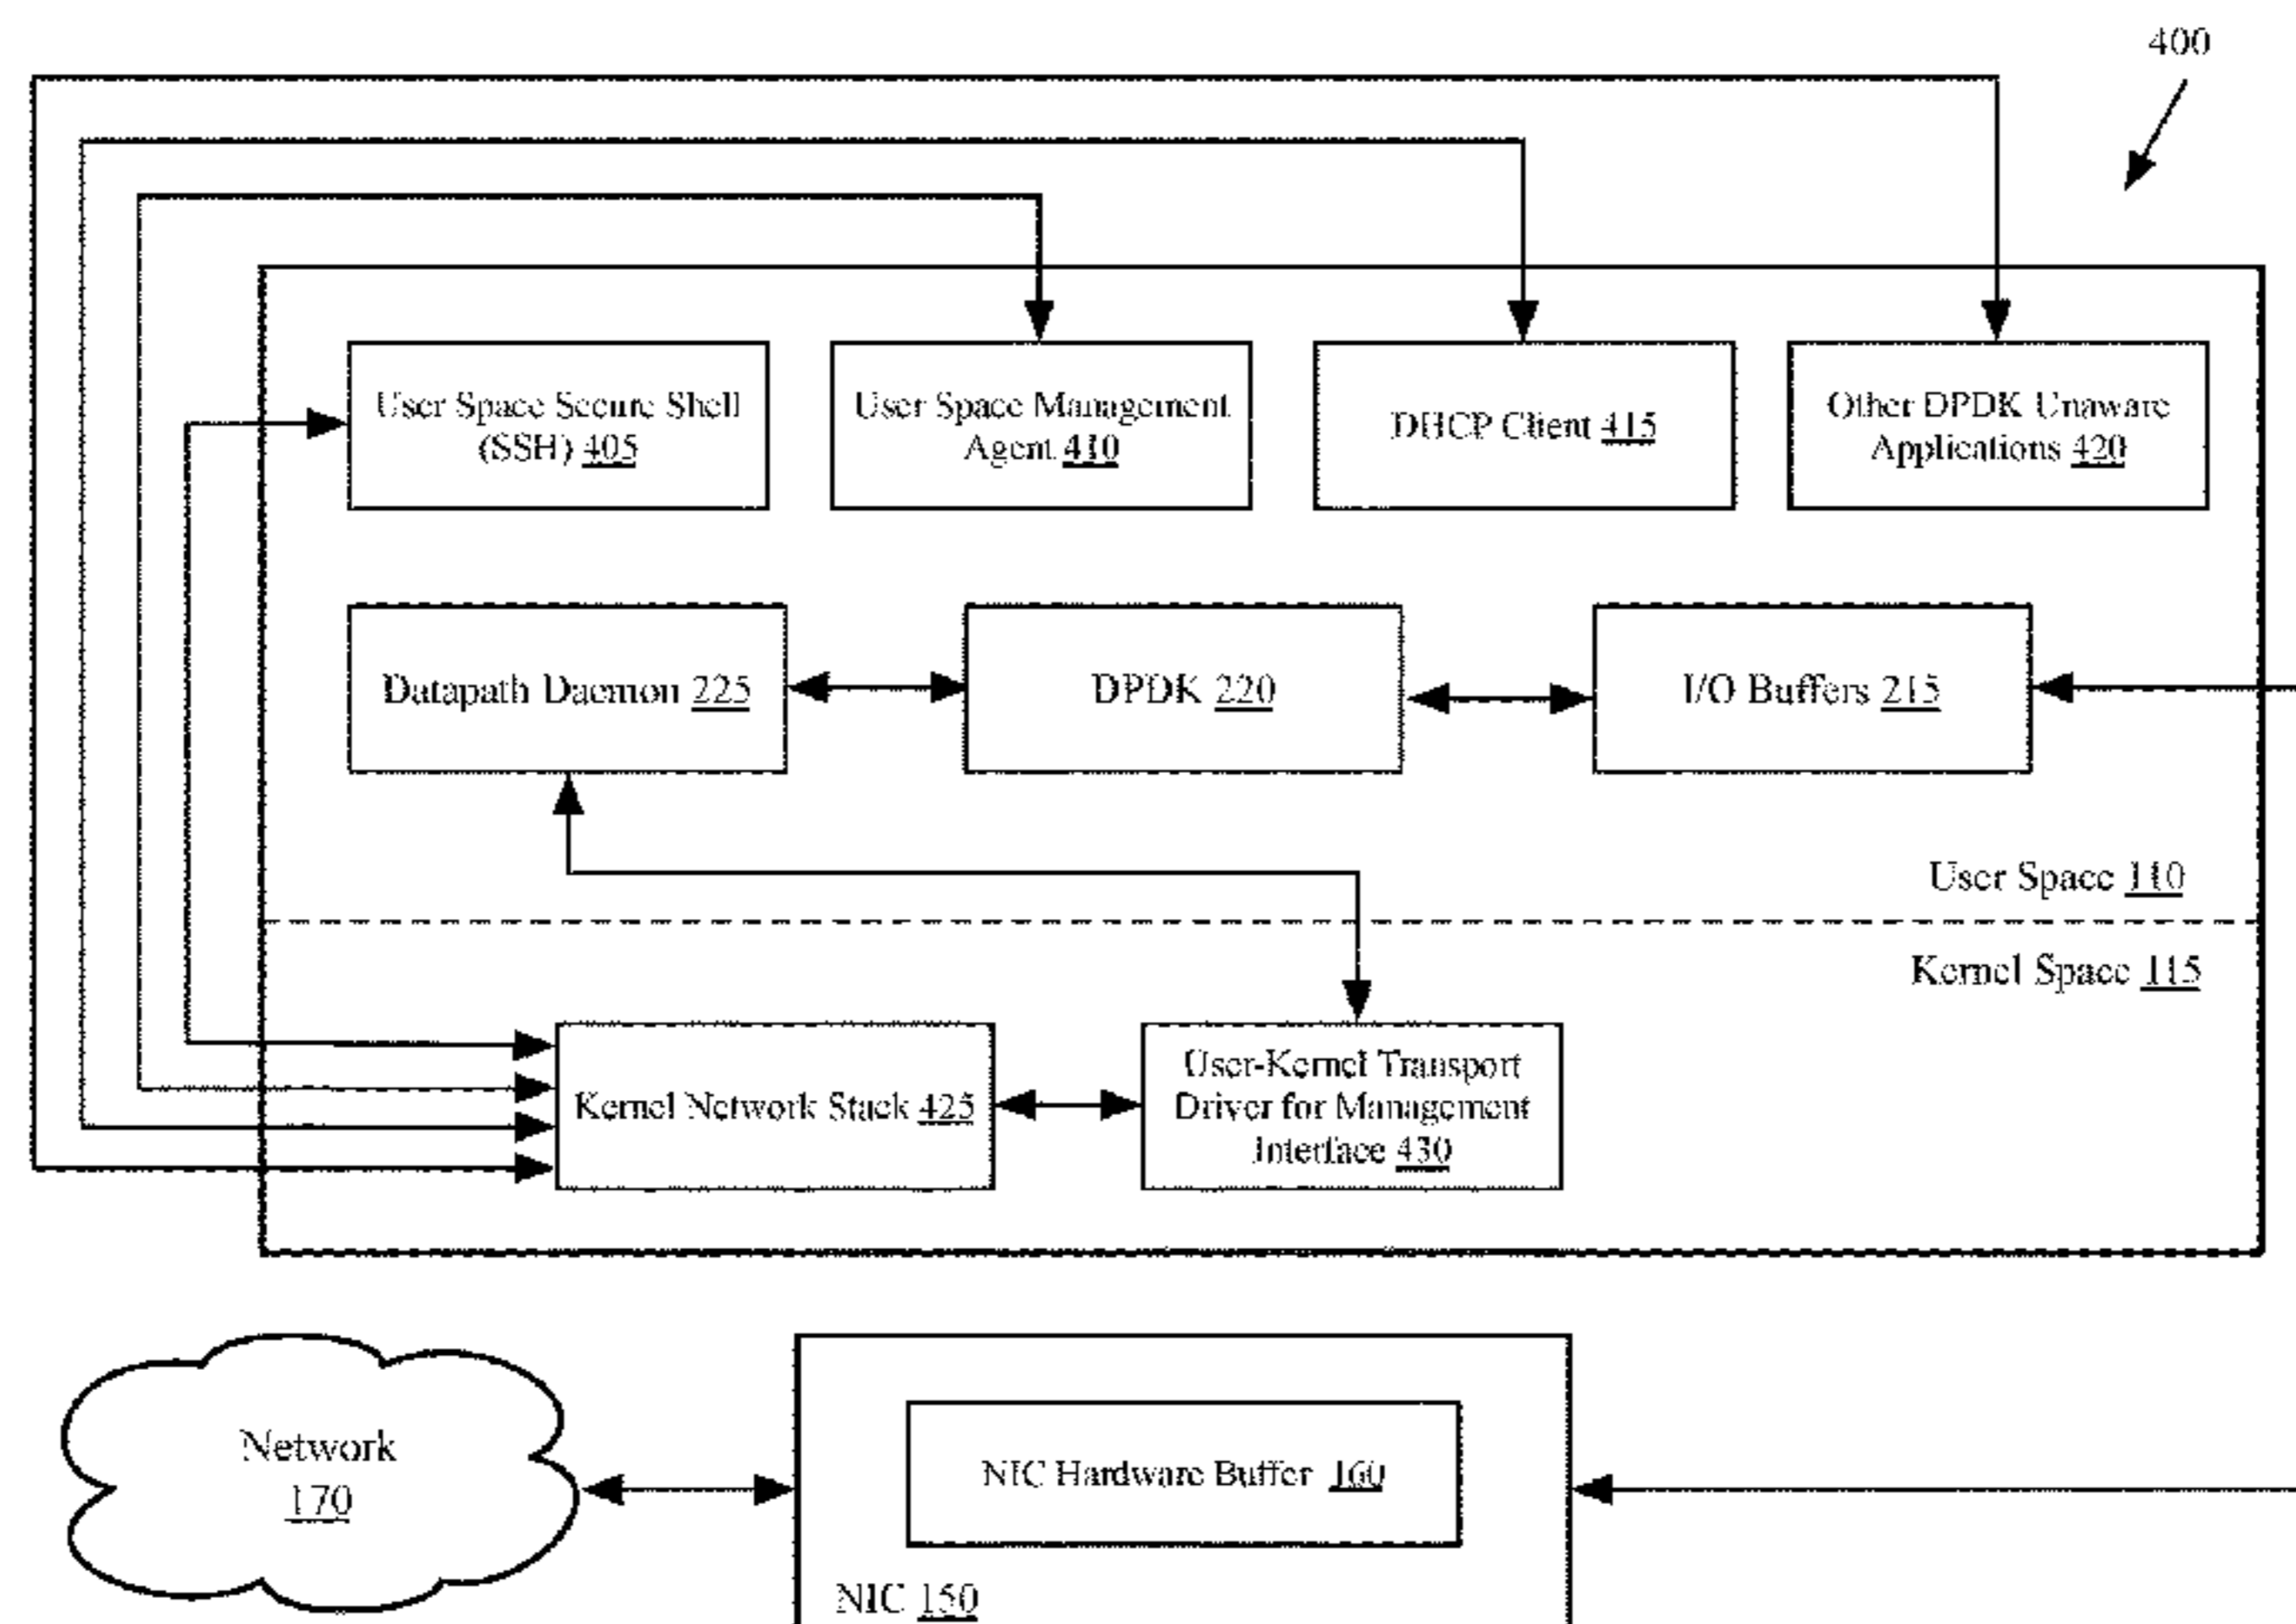 400
User Space Secure Shell
(SSH) 405
User Space Management
Agent 410
DHCP Client 415
Other DPDK Unaware
Applications 420
Datapath Daemon 225
DPDK 220
I/O Buffers 215
User Space 110
Kernel Space 115
Kernel Network Stack 425
User-Kernel Transport
Driver for Management
Interface 430
Network
170
NIC Hardware Buffer 160
NIC 150